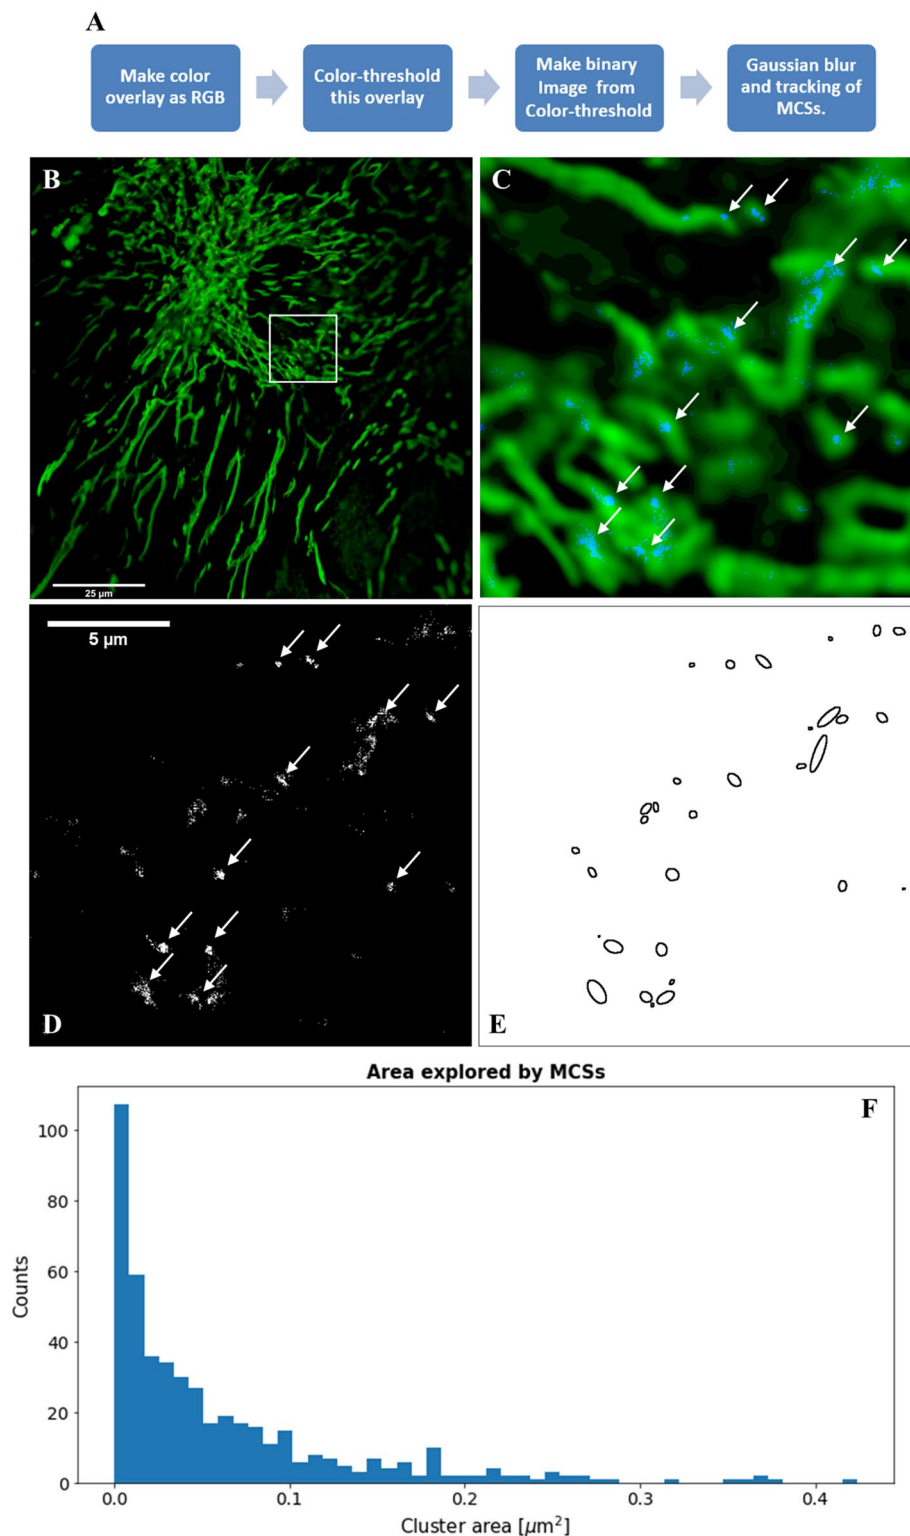 A
Make color
overlay as RGB
Color-threshold
this overlay
Make binary
Image from
Color-threshold
Gaussian blur
and tracking of
MCSs.
B
25 µm
C
5 µm
D
E
Area explored by MCSs
F
100
80
60
40
20
0
Counts
0.0 0.1 0.2 0.3 0.4
Cluster area [µm²]